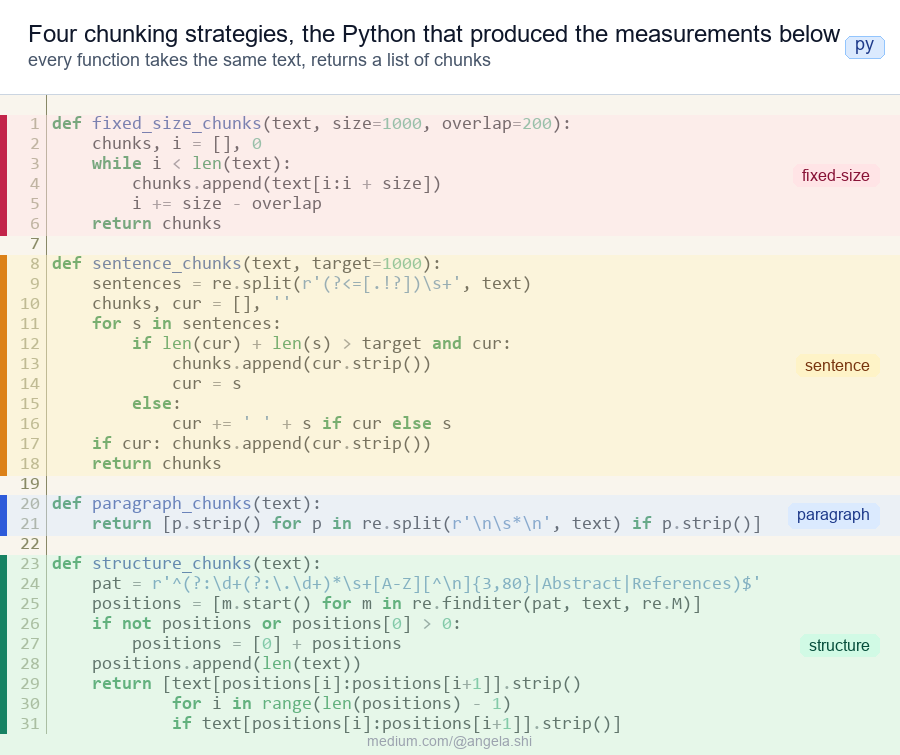 Four chunking strategies, the Python that produced the measurements below
py
every function takes the same text, returns a list of chunks
1 def fixed_size_chunks(text, size=1000, overlap=200):
2     chunks, i = [], 0
3     while i < len(text):
4         chunks.append(text[i:i + size])
5         i += size - overlap
6     return chunks
fixed-size
7
8 def sentence_chunks(text, target=1000):
9     sentences = re.split(r'(?<=[.!?])\s+', text)
10     chunks, cur = [], ''
11     for s in sentences:
12         if len(cur) + len(s) > target and cur:
13             chunks.append(cur.strip())
14             cur = s
15         else:
16             cur += ' ' + s if cur else s
17     if cur: chunks.append(cur.strip())
18     return chunks
sentence
19
20 def paragraph_chunks(text):
21     return [p.strip() for p in re.split(r'\n\s*\n', text) if p.strip()]
paragraph
22
23 def structure_chunks(text):
24     pat = r'^(?:\d+(?:\.\d+)*\s+[A-Z][^\n]{3,80}|Abstract|References)$'
25     positions = [m.start() for m in re.finditer(pat, text, re.M)]
26     if not positions or positions[0] > 0:
27         positions = [0] + positions
28     positions.append(len(text))
29     return [text[positions[i]:positions[i+1]].strip()
30             for i in range(len(positions) - 1)
31             if text[positions[i]:positions[i+1]].strip()]
structure
medium.com/@angela.shi